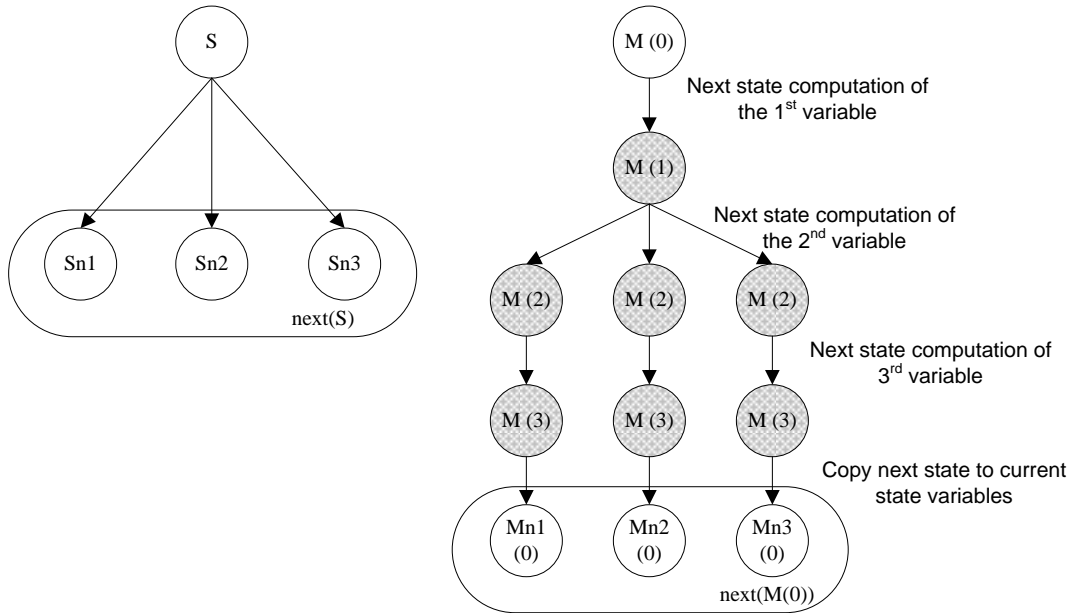 S
Sn1
Sn2
Sn3
next(S)
M (0)
Next state computation of
the 1st variable
M (1)
Next state computation of
the 2nd variable
M (2)
M (2)
M (2)
Next state computation of
3rd variable
M (3)
M (3)
M (3)
Copy next state to current
state variables
Mn1
(0)
Mn2
(0)
Mn3
(0)
next(M(0))